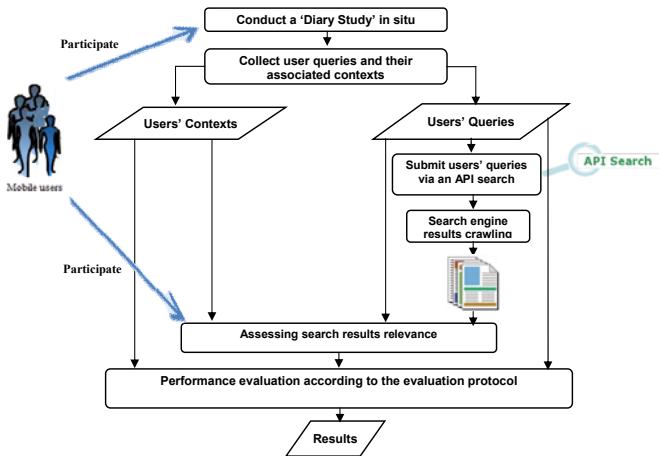 Conduct a ‘Diary Study’ in situ
Participate
Collect user queries and their
associated contexts
Users’ Contexts
Users’ Queries
Submit users’ queries
via an API search
API Search
Mobile users
Search engine
results crawling
Participate
Assessing search results relevance
Performance evaluation according to the evaluation protocol
Results